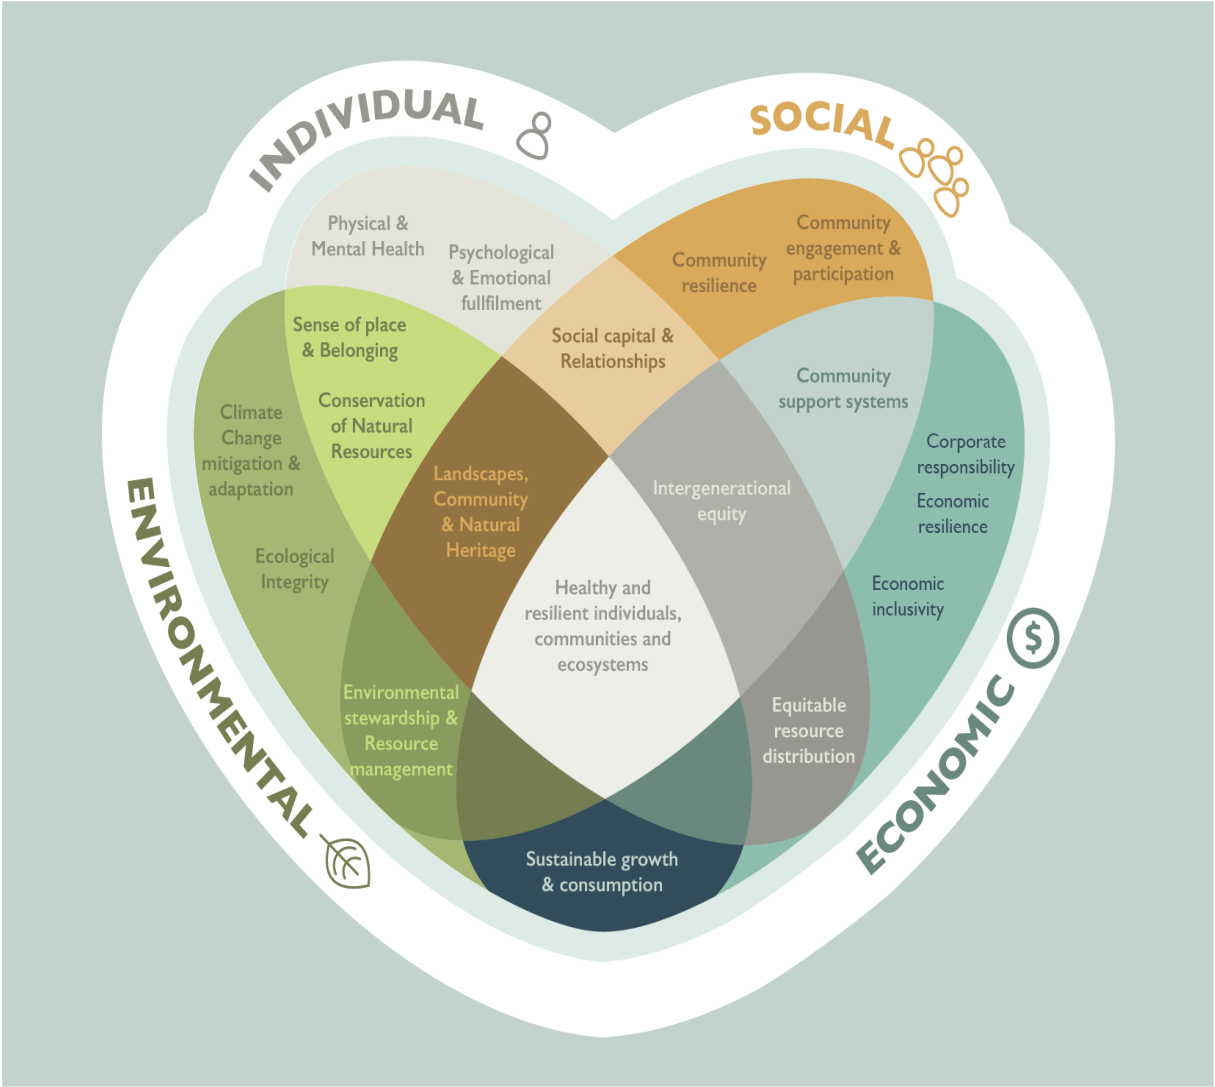 INDIVIDUAL
SOCIAL
Physical &
Mental Health
Psychological
& Emotional
fullfilment
Community
resilience
Community
engagement &
participation
Sense of place
& Belonging
Social capital &
Relationships
Community
support systems
Conservation
of Natural
Resources
Climate
Change
mitigation &
adaptation
Corporate
responsibility
Economic
resilience
Landscapes,
Community
& Natural
Heritage
Intergenerational
equity
Ecological
Integrity
Economic
inclusivity
Healthy and
resilient individuals,
communities and
ecosystems
ENVIRONMENTAL
$
ECONOMIC
Environmental
stewardship &
Resource
management
Equitable
resource
distribution
Sustainable growth
& consumption